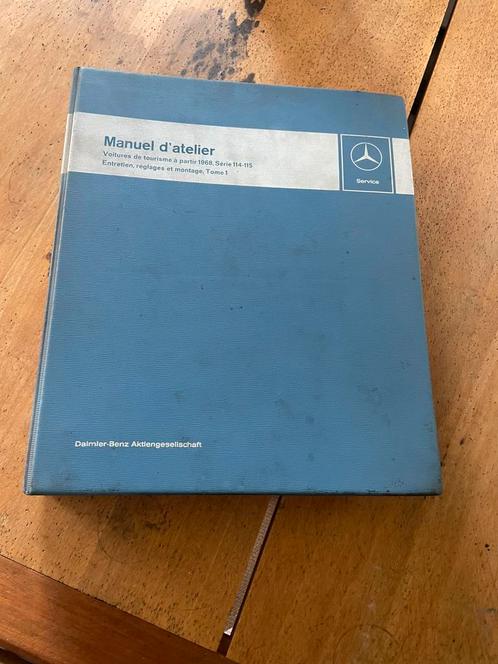 Manuel d'atelier
Voitures de tourisme à partir 1968, Série 114-115
Entretien, réglages et montage, Tome 1
Service
Daimler-Benz Aktiengesellschaft